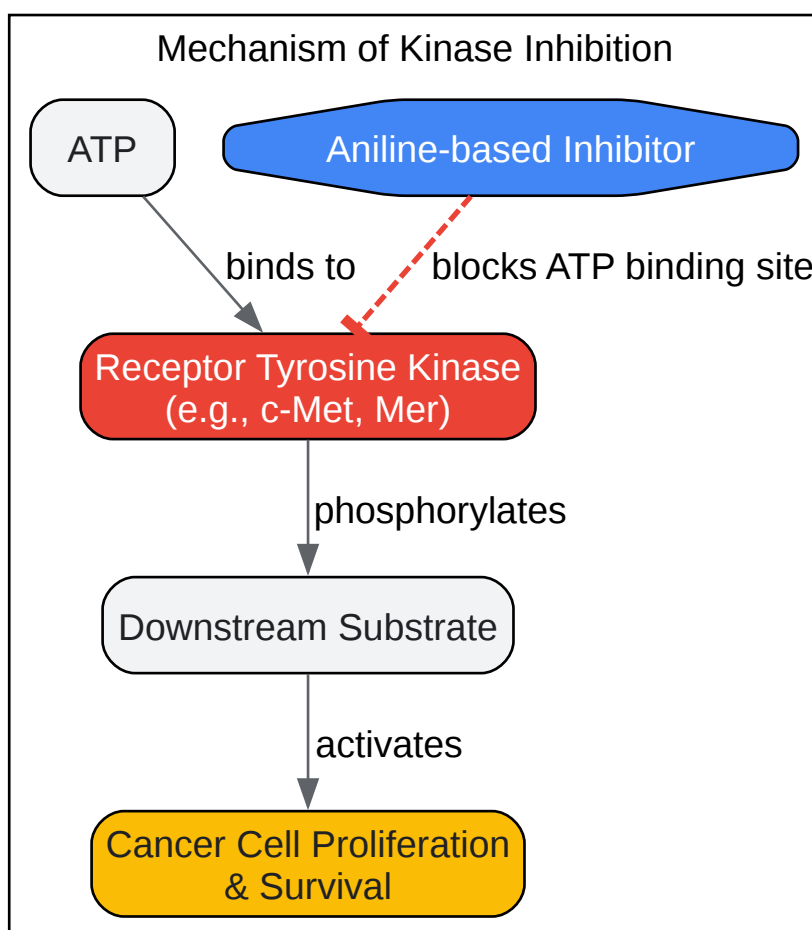 Mechanism of Kinase Inhibition
ATP
Aniline-based Inhibitor
binds to
blocks ATP binding site
Receptor Tyrosine Kinase
(e.g., c-Met, Mer)
phosphorylates
Downstream Substrate
activates
Cancer Cell Proliferation
& Survival